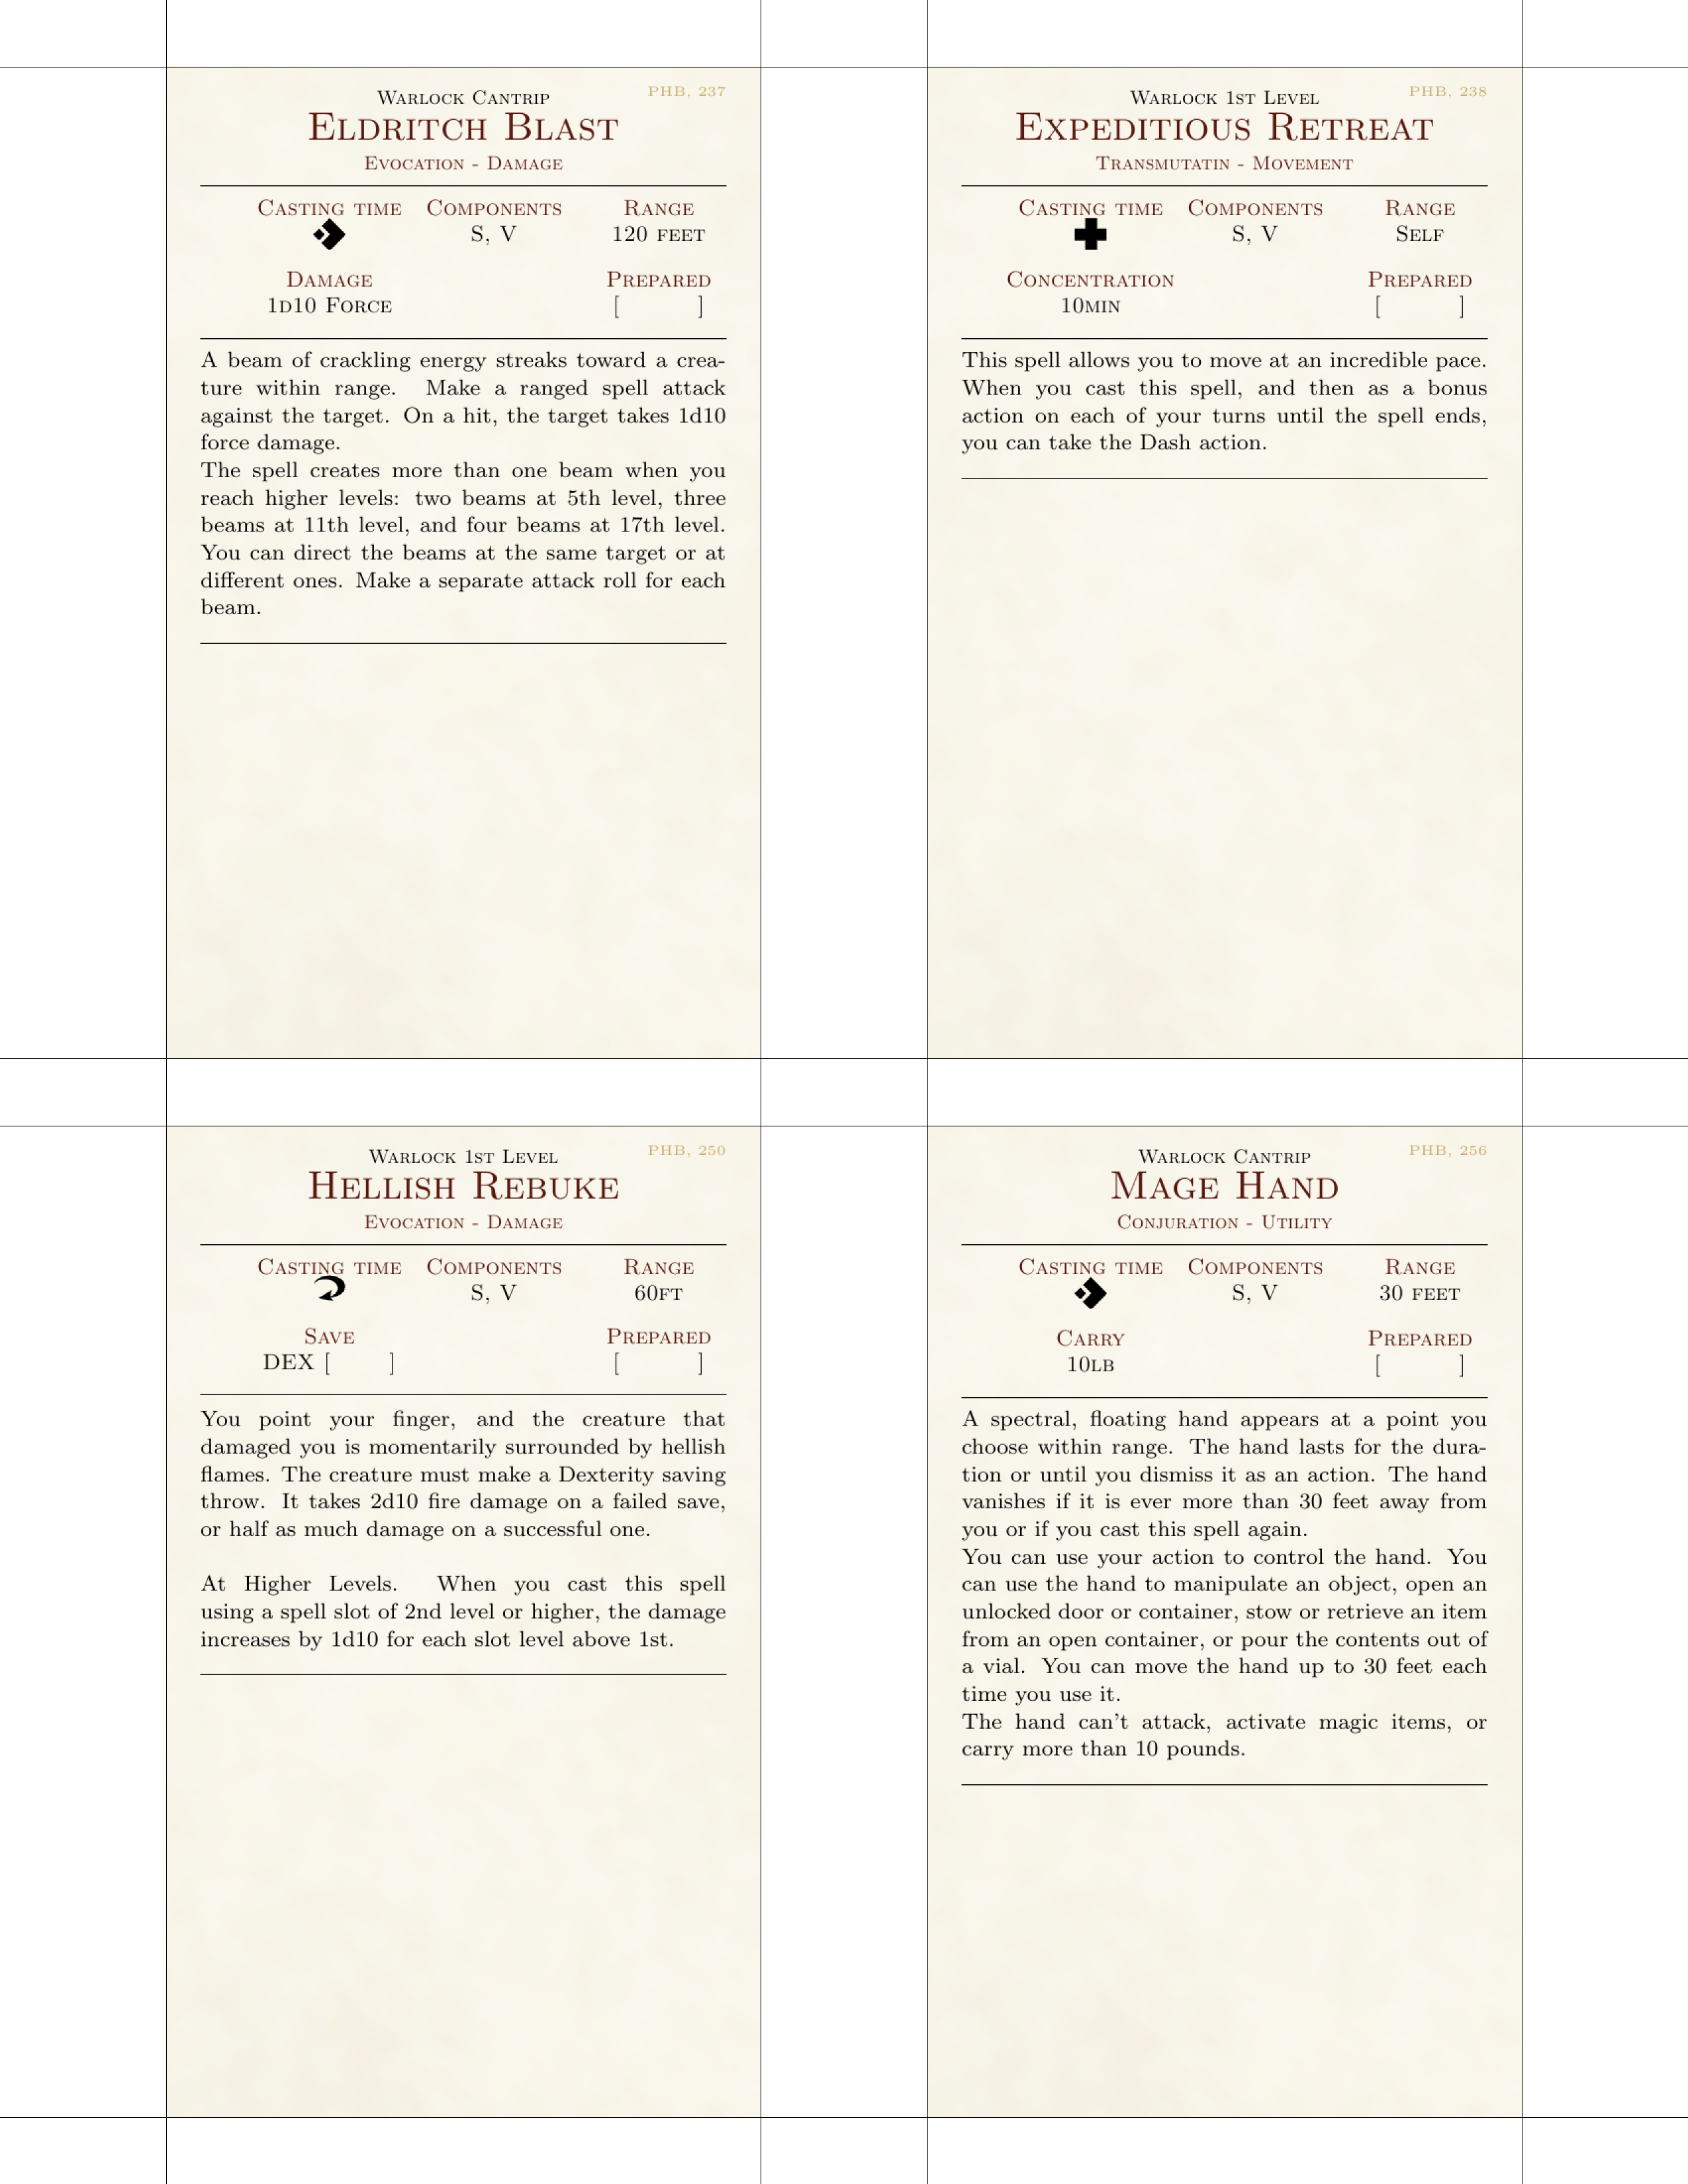 Warlock Cantrip
PHB, 237
Eldritch Blast
Evocation - Damage
Casting time Components Range
S, V 120 feet
Damage Prepared
1d10 Force [ ]
A beam of crackling energy streaks toward a crea-
ture within range. Make a ranged spell attack
against the target. On a hit, the target takes 1d10
force damage.
The spell creates more than one beam when you
reach higher levels: two beams at 5th level, three
beams at 11th level, and four beams at 17th level.
You can direct the beams at the same target or at
different ones. Make a separate attack roll for each
beam.
Warlock 1st Level
PHB, 238
Expeditious Retreat
Transmutatin - Movement
Casting time Components Range
S, V Self
Concentration Prepared
10min [ ]
This spell allows you to move at an incredible pace.
When you cast this spell, and then as a bonus
action on each of your turns until the spell ends,
you can take the Dash action.
Warlock 1st Level
PHB, 250
Hellish Rebuke
Evocation - Damage
Casting time Components Range
S, V 60ft
Save Prepared
DEX [ ] [ ]
You point your finger, and the creature that
damaged you is momentarily surrounded by hellish
flames. The creature must make a Dexterity saving
throw. It takes 2d10 fire damage on a failed save,
or half as much damage on a successful one.
At Higher Levels. When you cast this spell
using a spell slot of 2nd level or higher, the damage
increases by 1d10 for each slot level above 1st.
Warlock Cantrip
PHB, 256
Mage Hand
Conjuration - Utility
Casting time Components Range
S, V 30 feet
Carry Prepared
10lb [ ]
A spectral, floating hand appears at a point you
choose within range. The hand lasts for the dura-
tion or until you dismiss it as an action. The hand
vanishes if it is ever more than 30 feet away from
you or if you cast this spell again.
You can use your action to control the hand. You
can use the hand to manipulate an object, open an
unlocked door or container, stow or retrieve an item
from an open container, or pour the contents out of
a vial. You can move the hand up to 30 feet each
time you use it.
The hand can't attack, activate magic items, or
carry more than 10 pounds.